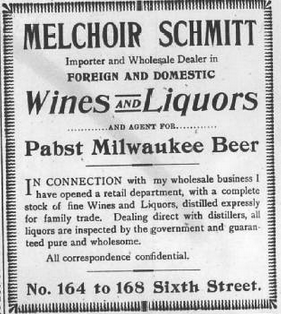 MELCHOIR SCHMITT
Importer and Wholesale Dealer in
FOREIGN AND DOMESTIC
Wines AND Liquors
..........AND AGENT FOR..........
Pabst Milwaukee Beer
IN CONNECTION with my wholesale business I
have opened a retail department, with a complete
stock of fine Wines and Liquors, distilled expressly
for family trade. Dealing direct with distillers, all
liquors are inspected by the government and guaran-
teed pure and wholesome.
All correspondence confidential.
No. 164 to 168 Sixth Street.